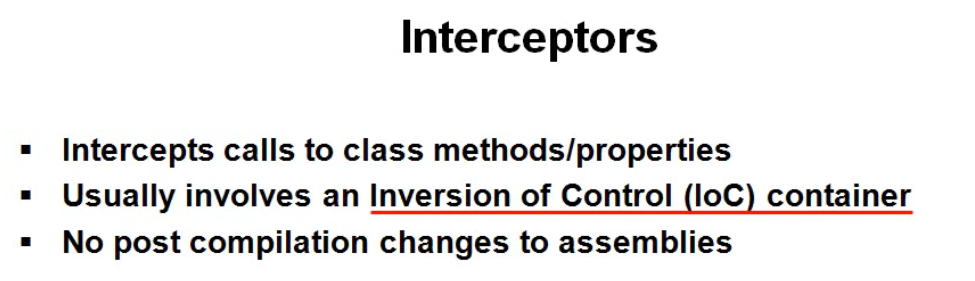 Interceptors
▪ Intercepts calls to class methods/properties
▪ Usually involves an Inversion of Control (IoC) container
▪ No post compilation changes to assemblies